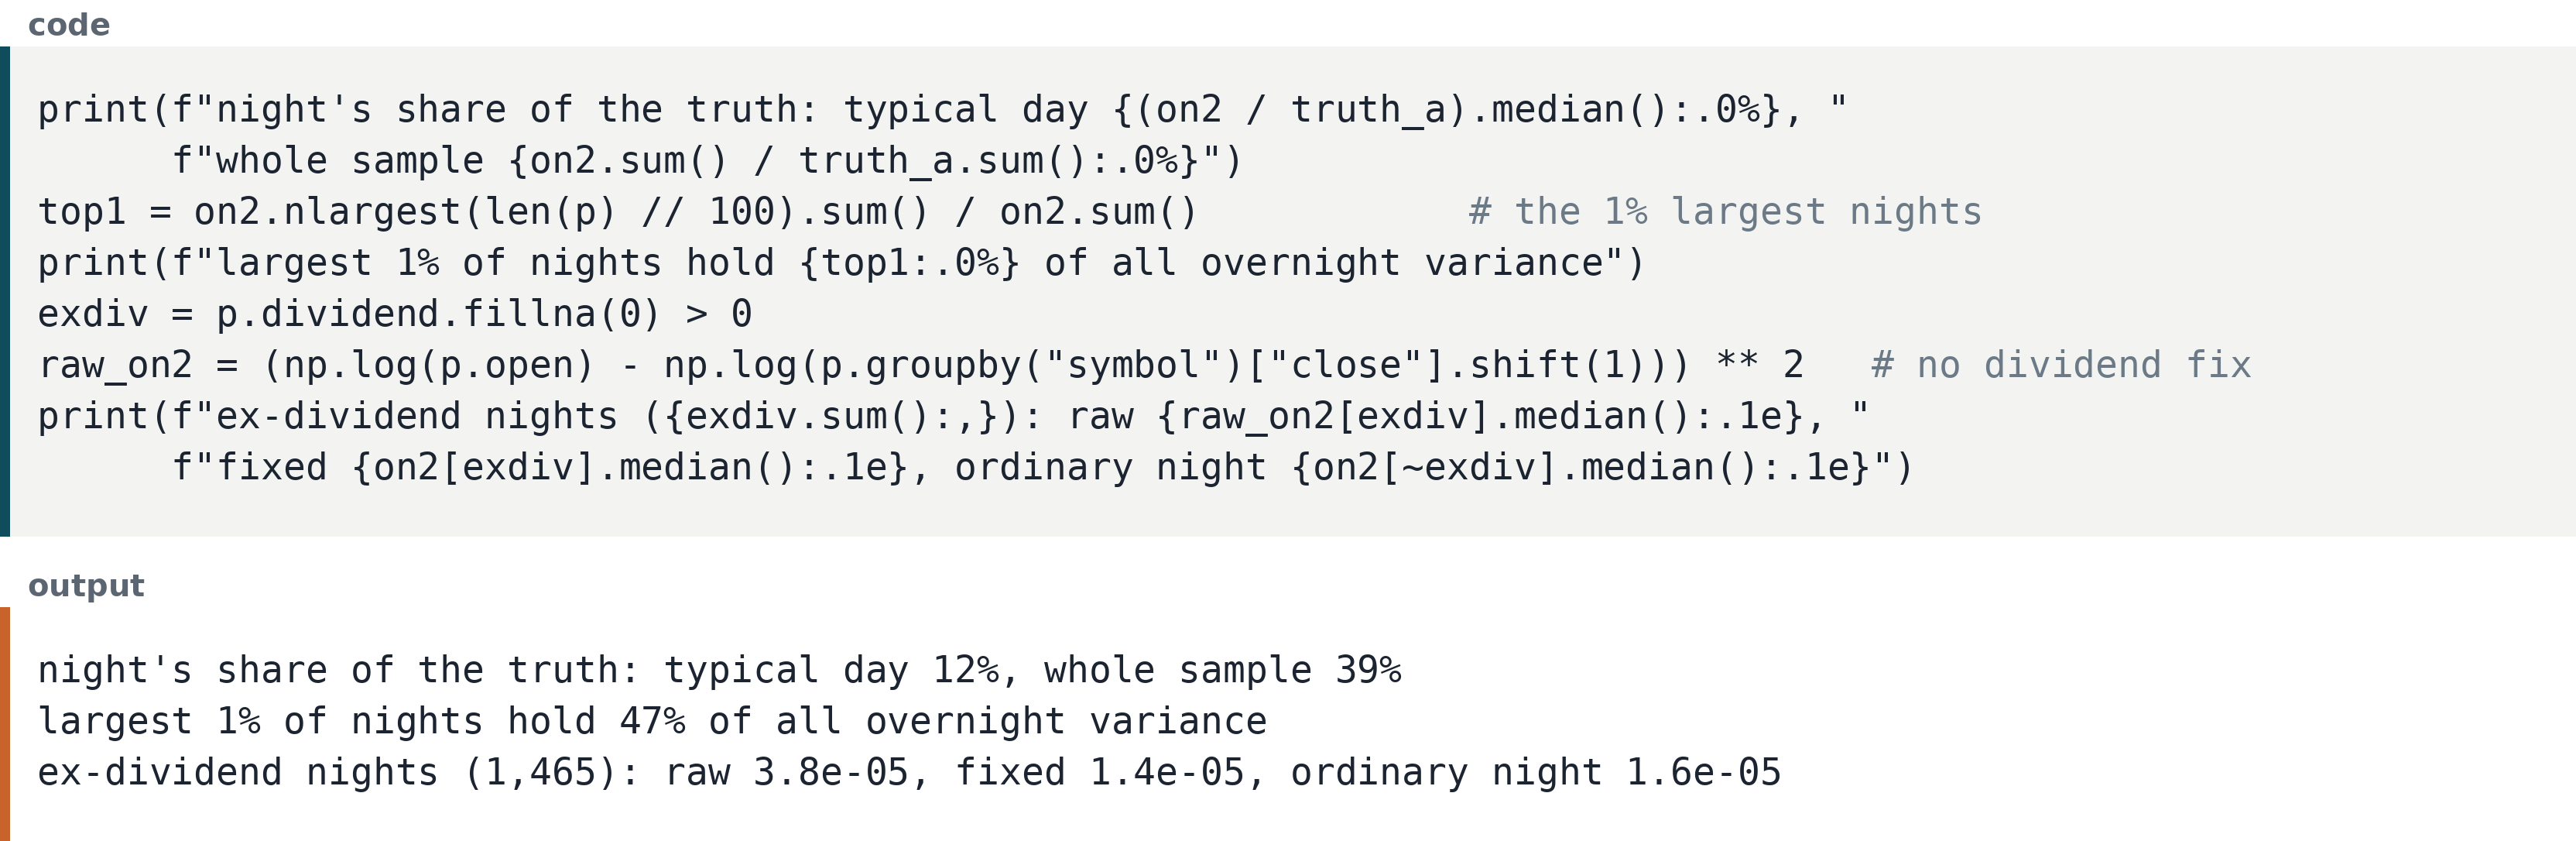 code
print(f"night's share of the truth: typical day {(on2 / truth_a).median():.0%}, "
      f"whole sample {on2.sum() / truth_a.sum():.0%}")
top1 = on2.nlargest(len(p) // 100).sum() / on2.sum()            # the 1% largest nights
print(f"largest 1% of nights hold {top1:.0%} of all overnight variance")
exdiv = p.dividend.fillna(0) > 0
raw_on2 = (np.log(p.open) - np.log(p.groupby("symbol")["close"].shift(1))) ** 2   # no dividend fix
print(f"ex-dividend nights ({exdiv.sum():,}): raw {raw_on2[exdiv].median():.1e}, "
      f"fixed {on2[exdiv].median():.1e}, ordinary night {on2[~exdiv].median():.1e}")
output
night's share of the truth: typical day 12%, whole sample 39%
largest 1% of nights hold 47% of all overnight variance
ex-dividend nights (1,465): raw 3.8e-05, fixed 1.4e-05, ordinary night 1.6e-05